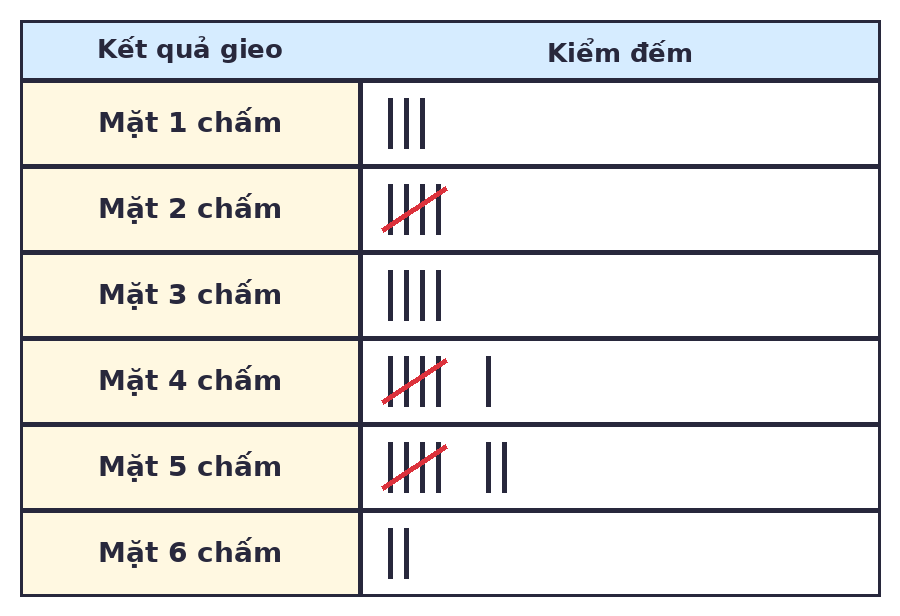 Kết quả gieo
Kiểm đếm
Mặt 1 chấm
Mặt 2 chấm
Mặt 3 chấm
Mặt 4 chấm
Mặt 5 chấm
Mặt 6 chấm